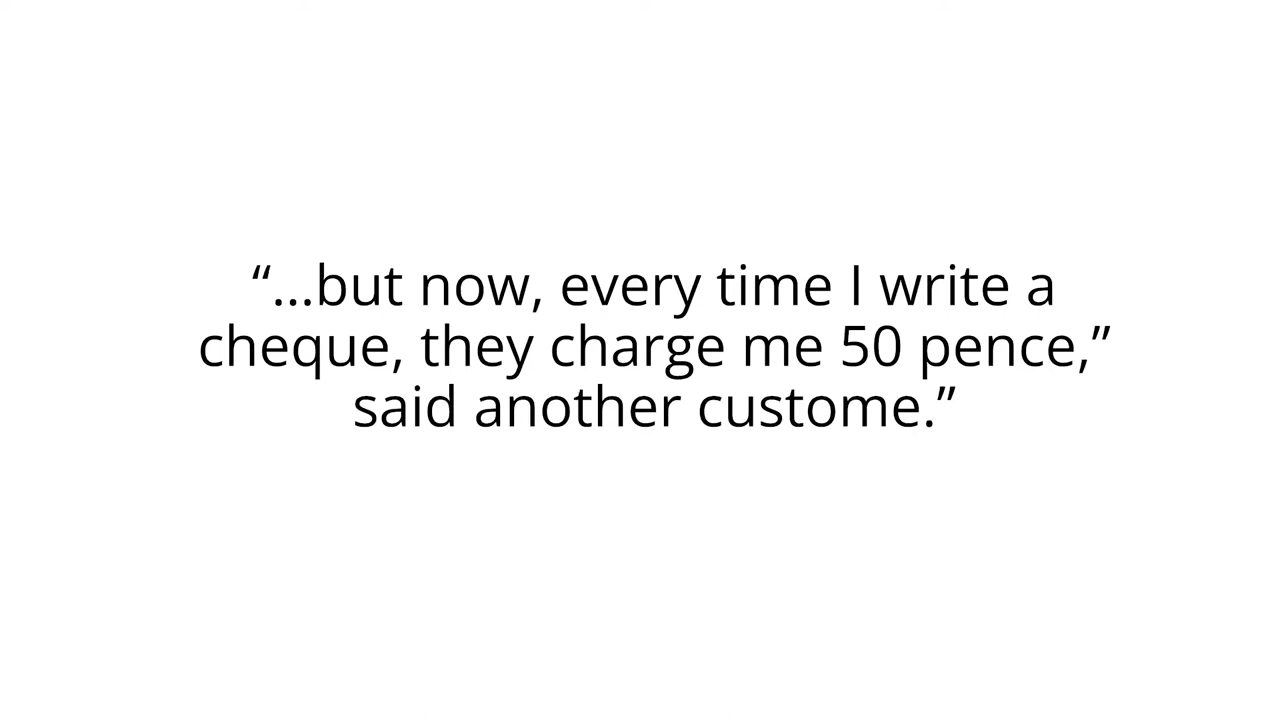 “...but now, every time I write a
cheque, they charge me 50 pence,”
said another custome.”